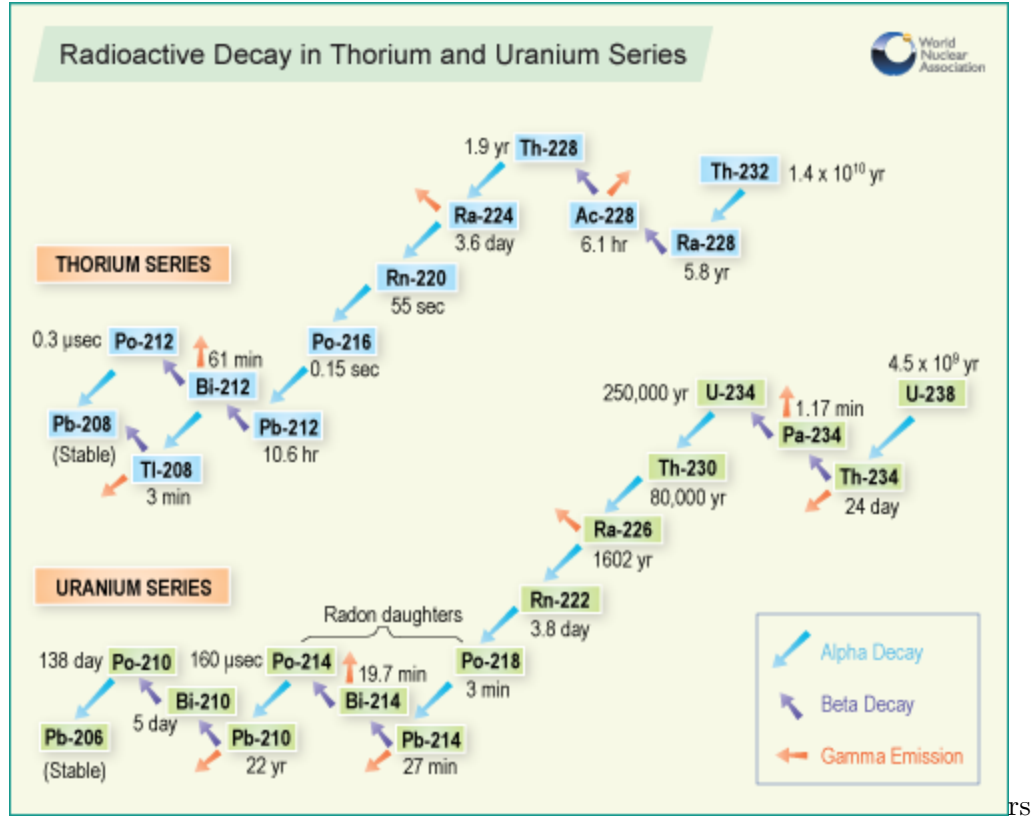 Radioactive Decay in Thorium and Uranium Series
World
Nuclear
Association
1.9 yr Th-228
Th-232 1.4 x 10¹⁰ yr
Ra-224
3.6 day
Ac-228
6.1 hr
Ra-228
5.8 yr
THORIUM SERIES
Rn-220
55 sec
0.3 µsec Po-212
Po-216
0.15 sec
61 min
Bi-212
Pb-208
(Stable)
Pb-212
10.6 hr
Tl-208
3 min
4.5 x 10⁹ yr
U-238
250,000 yr U-234
1.17 min
Pa-234
Th-230
80,000 yr
Th-234
24 day
Ra-226
1602 yr
URANIUM SERIES
Rn-222
3.8 day
Radon daughters
138 day Po-210
160 µsec Po-214
19.7 min
Po-218
3 min
Bi-210
5 day
Bi-214
Pb-206
(Stable)
Pb-210
22 yr
Pb-214
27 min
Alpha Decay
Beta Decay
Gamma Emission
rs